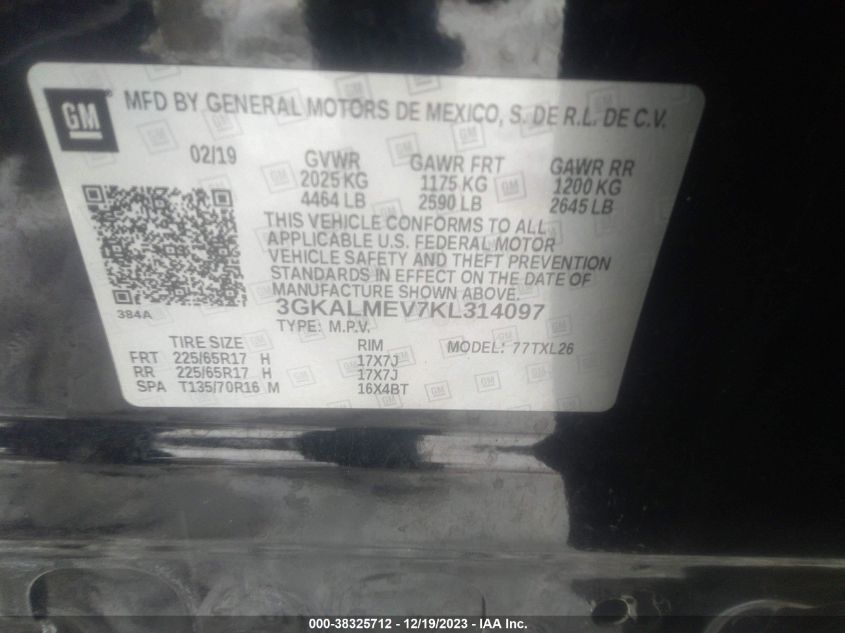 GM
MFD BY GENERAL MOTORS DE MEXICO, S. DE R.L. DE C.V.
02/19 GVWR GAWR FRT GAWR RR
2025 KG 1175 KG 1200 KG
4464 LB 2590 LB 2645 LB
THIS VEHICLE CONFORMS TO ALL
APPLICABLE U.S. FEDERAL MOTOR
VEHICLE SAFETY AND THEFT PREVENTION
STANDARDS IN EFFECT ON THE DATE OF
MANUFACTURE SHOWN ABOVE.
384A
3GKALMEV7KL314097
TYPE: M.P.V.
TIRE SIZE RIM MODEL: 77TXL26
FRT 225/65R17 H 17X7J
RR 225/65R17 H 17X7J
SPA T135/70R16 M 16X4BT
000-38325712 - 12/19/2023 - IAA Inc.